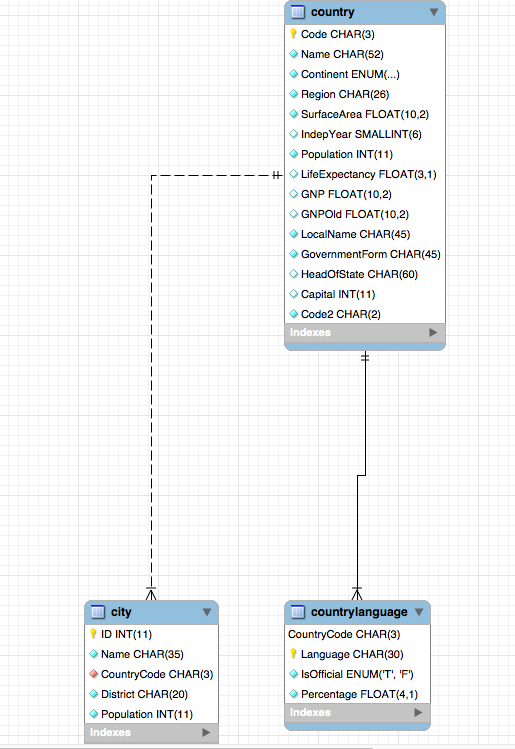 country
Code CHAR(3)
Name CHAR(52)
Continent ENUM(...)
Region CHAR(26)
SurfaceArea FLOAT(10,2)
IndepYear SMALLINT(6)
Population INT(11)
LifeExpectancy FLOAT(3,1)
GNP FLOAT(10,2)
GNPOld FLOAT(10,2)
LocalName CHAR(45)
GovernmentForm CHAR(45)
HeadOfState CHAR(60)
Capital INT(11)
Code2 CHAR(2)
Indexes
city
ID INT(11)
Name CHAR(35)
CountryCode CHAR(3)
District CHAR(20)
Population INT(11)
Indexes
countrylanguage
CountryCode CHAR(3)
Language CHAR(30)
IsOfficial ENUM('T', 'F')
Percentage FLOAT(4,1)
Indexes